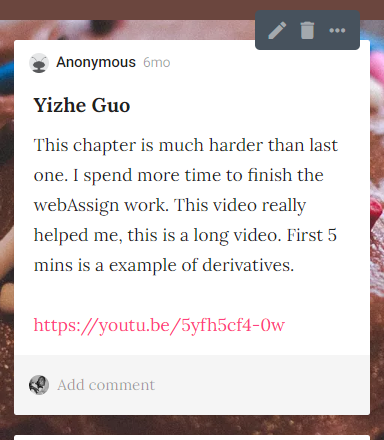 Anonymous 6mo
Yizhe Guo
This chapter is much harder than last
one. I spend more time to finish the
webAssign work. This video really
helped me, this is a long video. First 5
mins is a example of derivatives.
https://youtu.be/5yfh5cf4-0w
Add comment